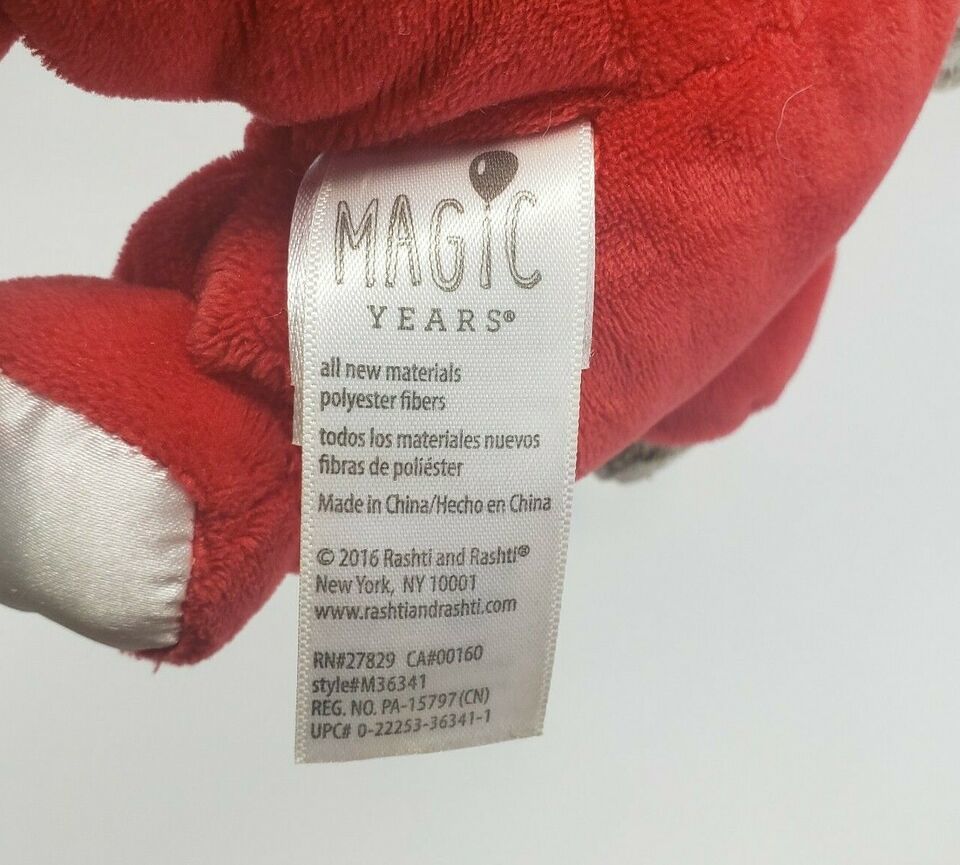 MAGIC
YEARS®
all new materials
polyester fibers
todos los materiales nuevos
fibras de poliéster
Made in China/Hecho en China
© 2016 Rashti and Rashti®
New York, NY 10001
www.rashtiandrashti.com
RN#27829 CA#00160
style#M36341
REG. NO. PA-15797(CN)
UPC# 0-22253-36341-1